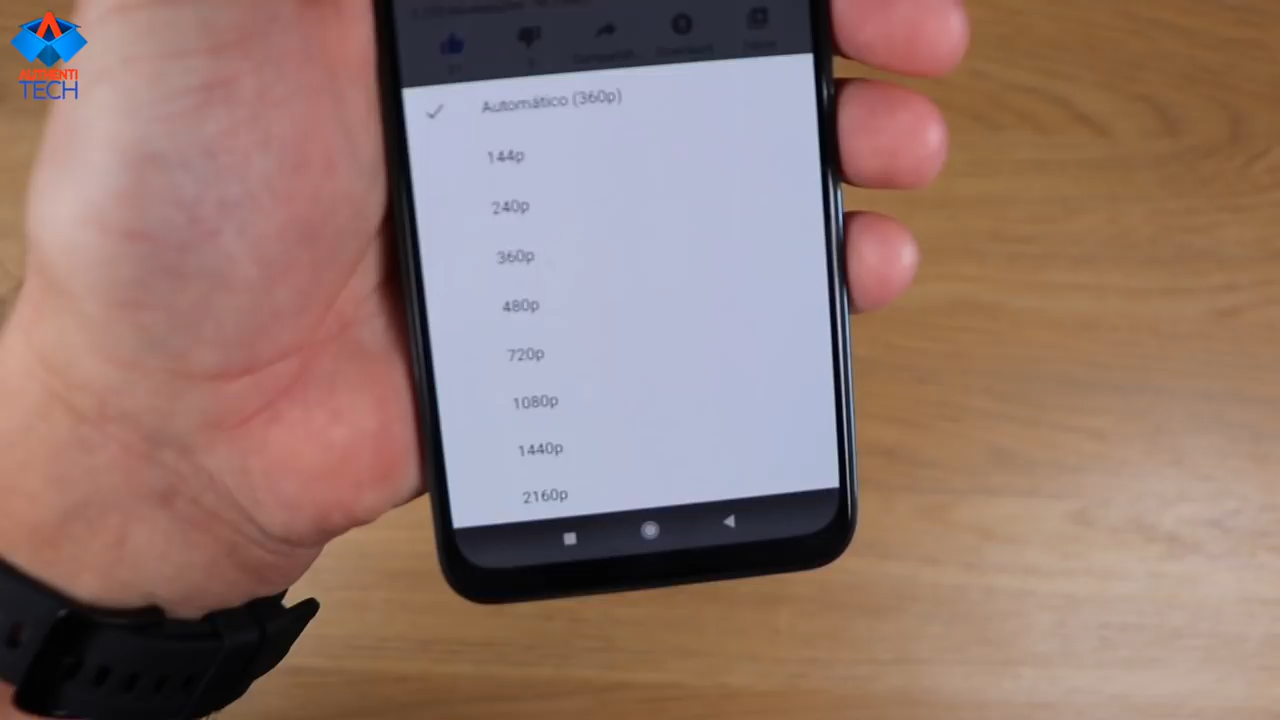 AUTHENTI
TECH
Automático (360p)
144p
240p
360p
480p
720p
1080p
1440p
2160p